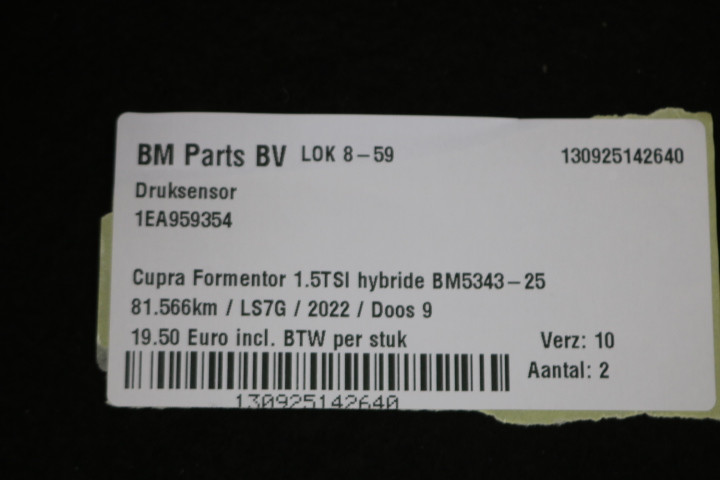 BM Parts BV LOK 8-59 130925142640
Druksensor
1EA959354
Cupra Formentor 1.5TSI hybride BM5343-25
81.566km / LS7G / 2022 / Doos 9
19.50 Euro incl. BTW per stuk Verz: 10
Aantal: 2
130925142640